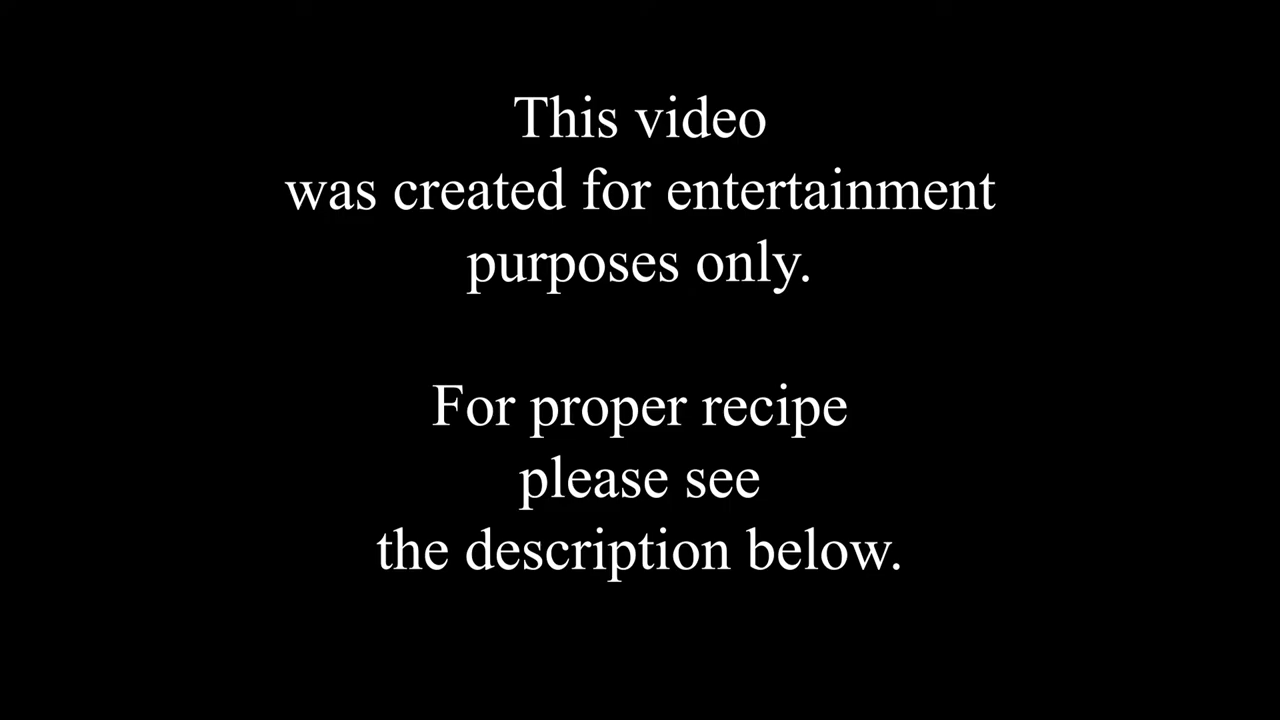 This video
was created for entertainment
purposes only.
For proper recipe
please see
the description below.